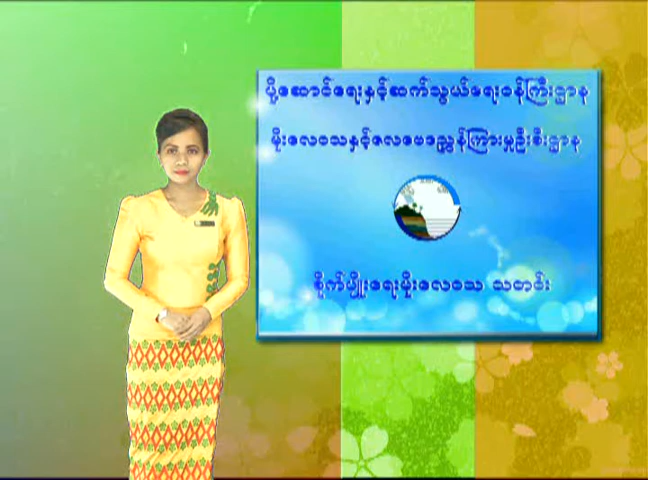 ပို့ဆောင်ရေးနှင့်ဆက်သွယ်ရေးဝန်ကြီးဌာန
မိုးလေဝသနှင့်ဇလဗေဒညွှန်ကြားမှုဦးစီးဌာန
စိုက်ပျိုးရေးမိုးလေဝသ သတင်း